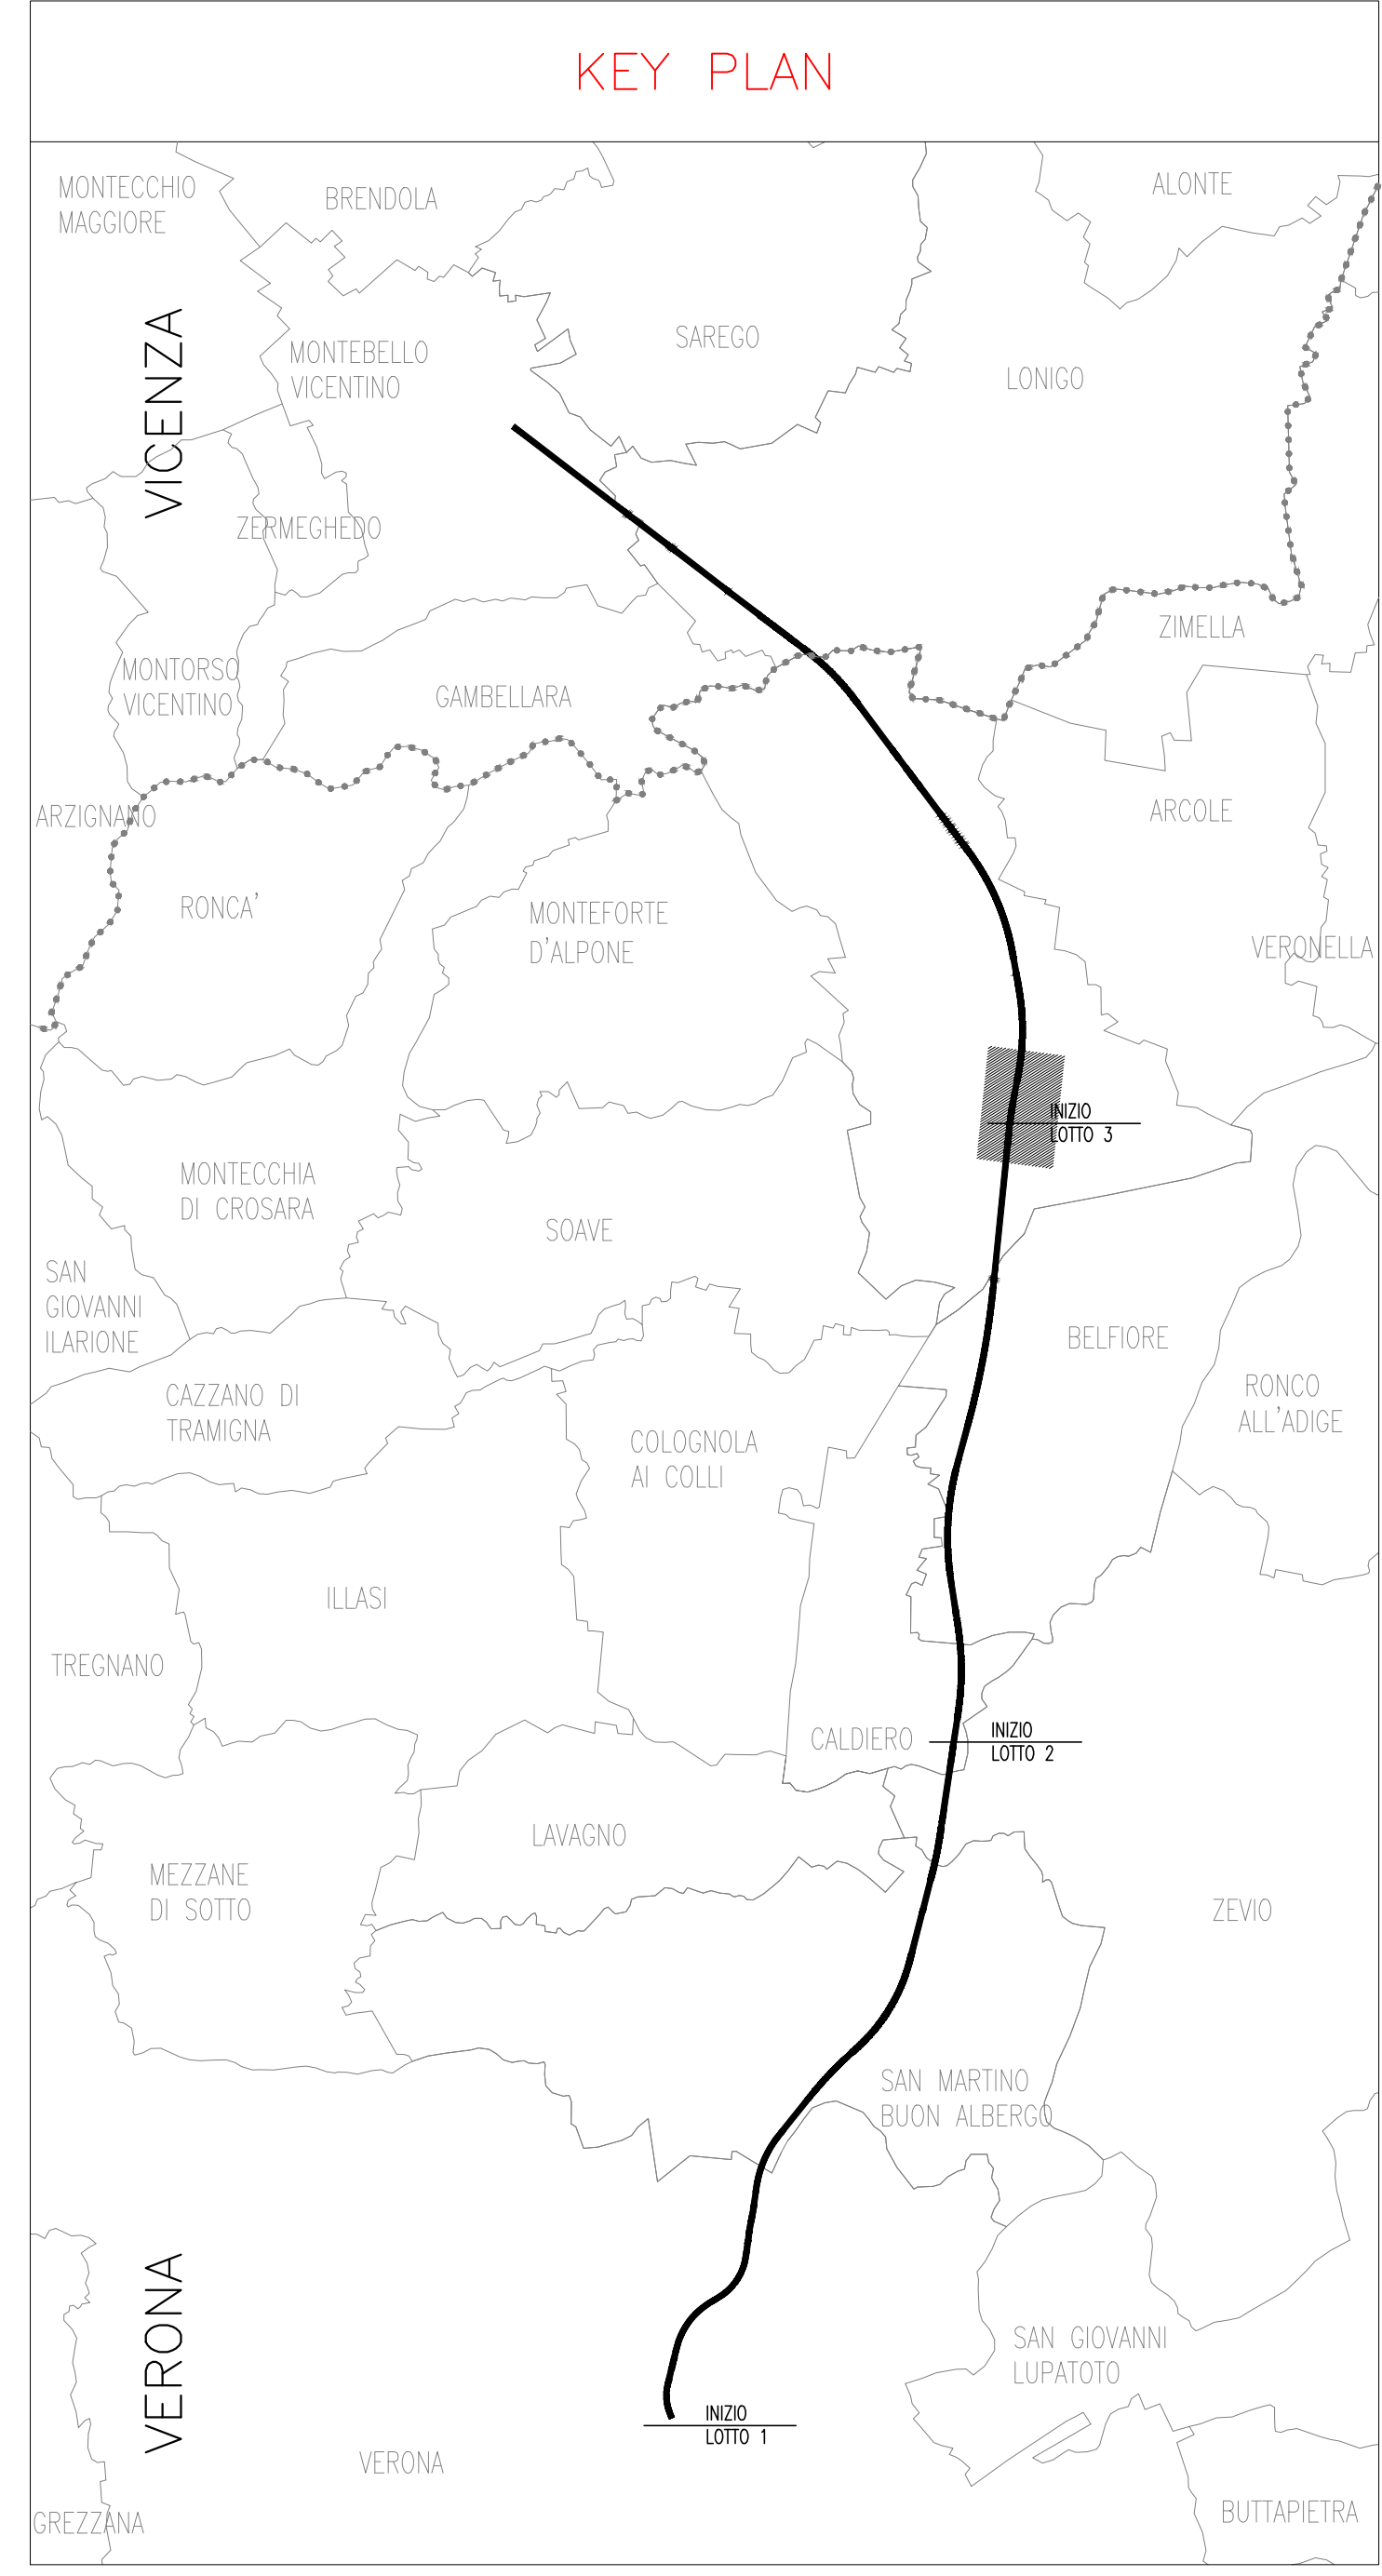 KEY PLAN
MONTECCHIO
MAGGIORE
BRENDOLA
ALONTE
VICENZA
SAREGO
MONTEBELLO
VICENTINO
LONIGO
ZERMEGHEDO
ZIMELLA
MONTORSO
VICENTINO
GAMBELLARA
ARZIGNANO
ARCOLE
RONCA'
MONTEFORTE
D'ALPONE
VERONELLA
INIZIO
LOTTO 3
MONTECCHIA
DI CROSARA
SOAVE
SAN
GIOVANNI
ILARIONE
BELFIORE
CAZZANO DI
TRAMIGNA
RONCO
ALL'ADIGE
COLOGNOLA
AI COLLI
ILLASI
TREGNANO
CALDIERO
INIZIO
LOTTO 2
LAVAGNO
MEZZANE
DI SOTTO
ZEVIO
SAN MARTINO
BUON ALBERGO
VERONA
SAN GIOVANNI
LUPATOTO
INIZIO
LOTTO 1
VERONA
GREZZANA
BUTTAPIETRA